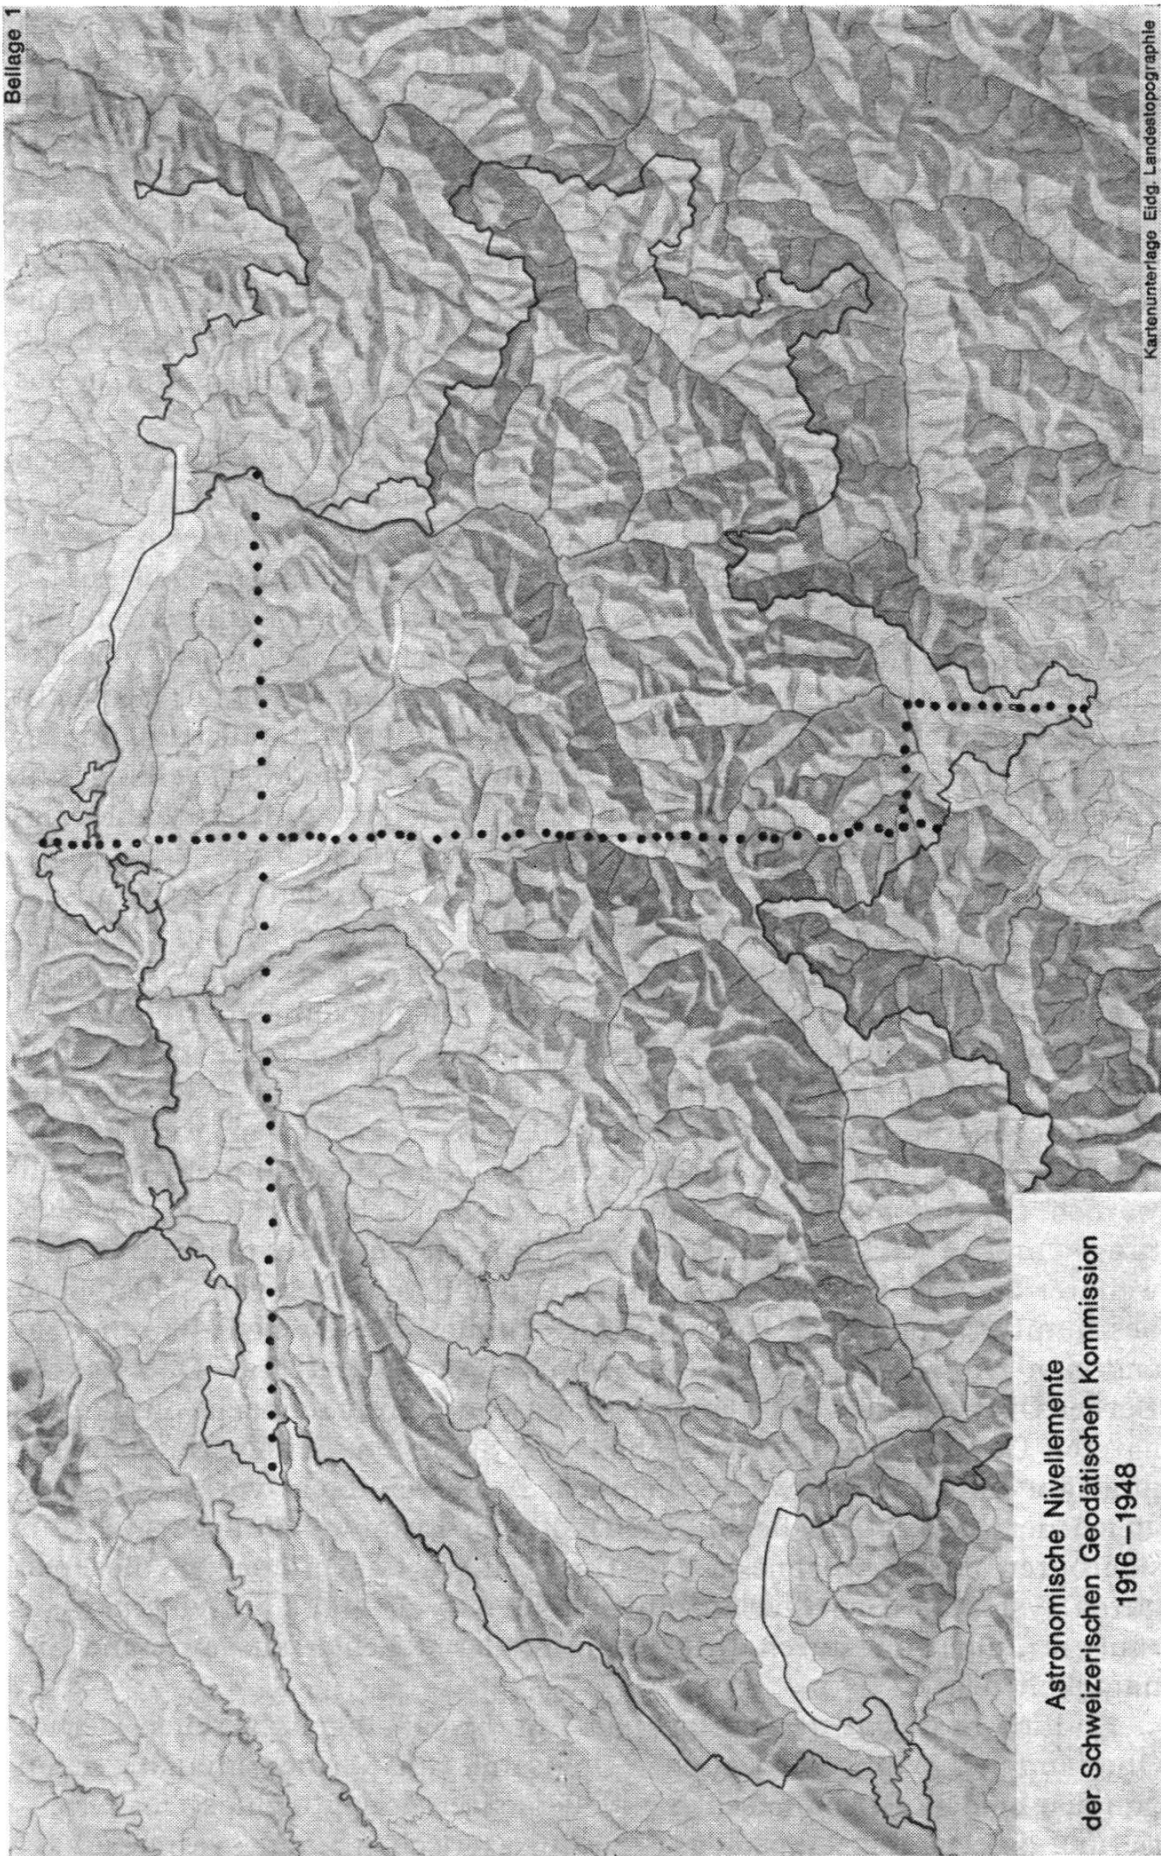 Beilage 1
Astronomische Nivellemente
der Schweizerischen Geodätischen Kommission
1916—1948
Kartenunterlage Eidg. Landestopographie